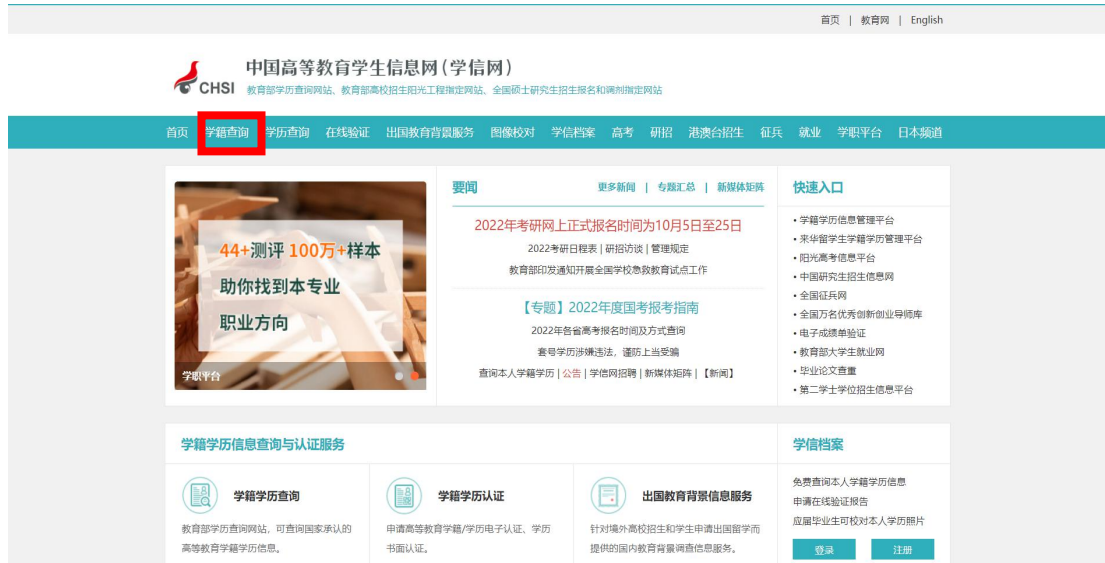 首页 | 教育网 | English
中国高等教育学生信息网(学信网)
CHSI 教育部学历查询网站、教育部高校招生阳光工程指定网站、全国硕士研究生招生报名和调剂指定网站
首页 学籍查询 学历查询 在线验证 出国教育背景服务 图像校对 学信档案 高考 研招 港澳台招生 征兵 就业 学职平台 日本频道
44+测评 100万+样本
助你找到本专业
职业方向
学职平台
要闻 更多新闻 | 专题汇总 | 新媒体矩阵
2022年考研网上正式报名时间为10月5日至25日
2022考研日程表 | 研招访谈 | 管理规定
教育部印发通知开展全国学校急救教育试点工作
【专题】2022年度国考报考指南
2022年各省高考报名时间及方式查询
套号学历涉嫌违法，谨防上当受骗
查询本人学籍学历 | 公告 | 学信网招聘 | 新媒体矩阵 | 【新闻】
快速入口
• 学籍学历信息管理平台
• 来华留学生学籍学历管理平台
• 阳光高考信息平台
• 中国研究生招生信息网
• 全国征兵网
• 全国万名优秀创新创业导师库
• 电子成绩单验证
• 教育部大学生就业网
• 毕业论文查重
• 第二学士学位招生信息平台
学籍学历信息查询与认证服务
学籍学历查询
教育部学历查询网站，可查询国家承认的
高等教育学籍学历信息。
学籍学历认证
申请高等教育学籍/学历电子认证、学历
书面认证。
出国教育背景信息服务
针对境外高校招生和学生申请出国留学而
提供的国内教育背景调查信息服务。
学信档案
免费查询本人学籍学历信息
申请在线验证报告
应届毕业生可校对本人学历照片
登录 注册